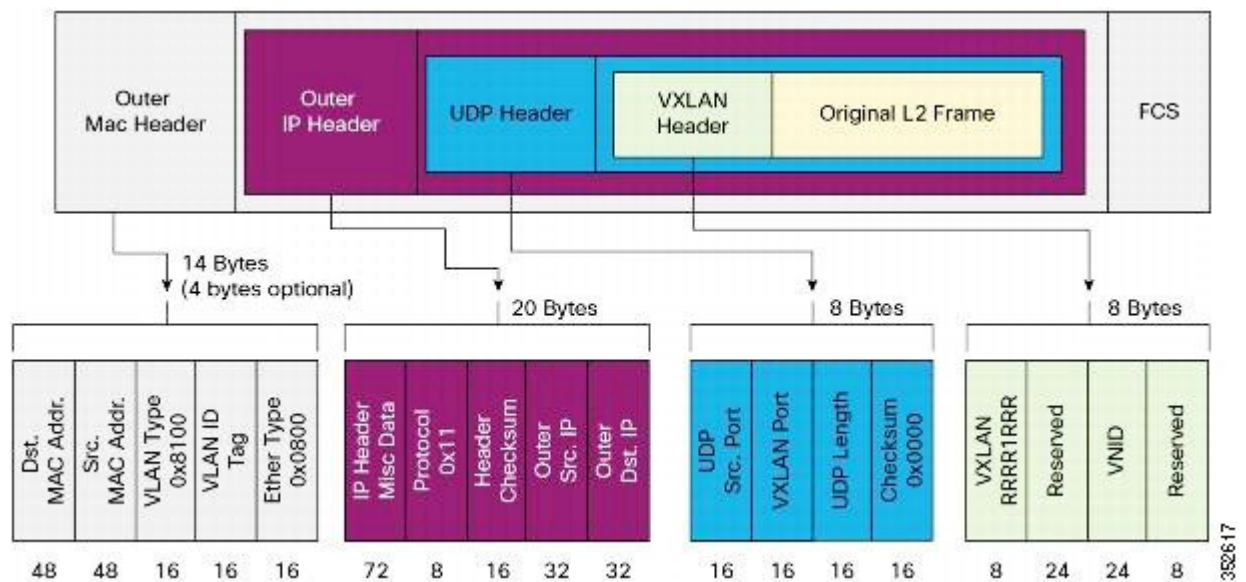 Outer
Mac Header
Outer
IP Header
UDP Header
VXLAN
Header
Original L2 Frame
FCS
14 Bytes
(4 bytes optional)
20 Bytes
8 Bytes
8 Bytes
Dst.
MAC Addr.
Src.
MAC Addr.
VLAN Type
0x8100
VLAN ID
Tag
Ether Type
0x0800
IP Header
Misc Data
Protocol
0x11
Header
Checksum
Outer
Src. IP
Outer
Dst. IP
UDP
Src. Port
VXLAN Port
UDP Length
Checksum
0x0000
VXLAN
RRRR1RRR
Reserved
VNID
Reserved
48 48 16 16 16 72 8 16 32 32 16 16 16 16 8 24 24 8
352617